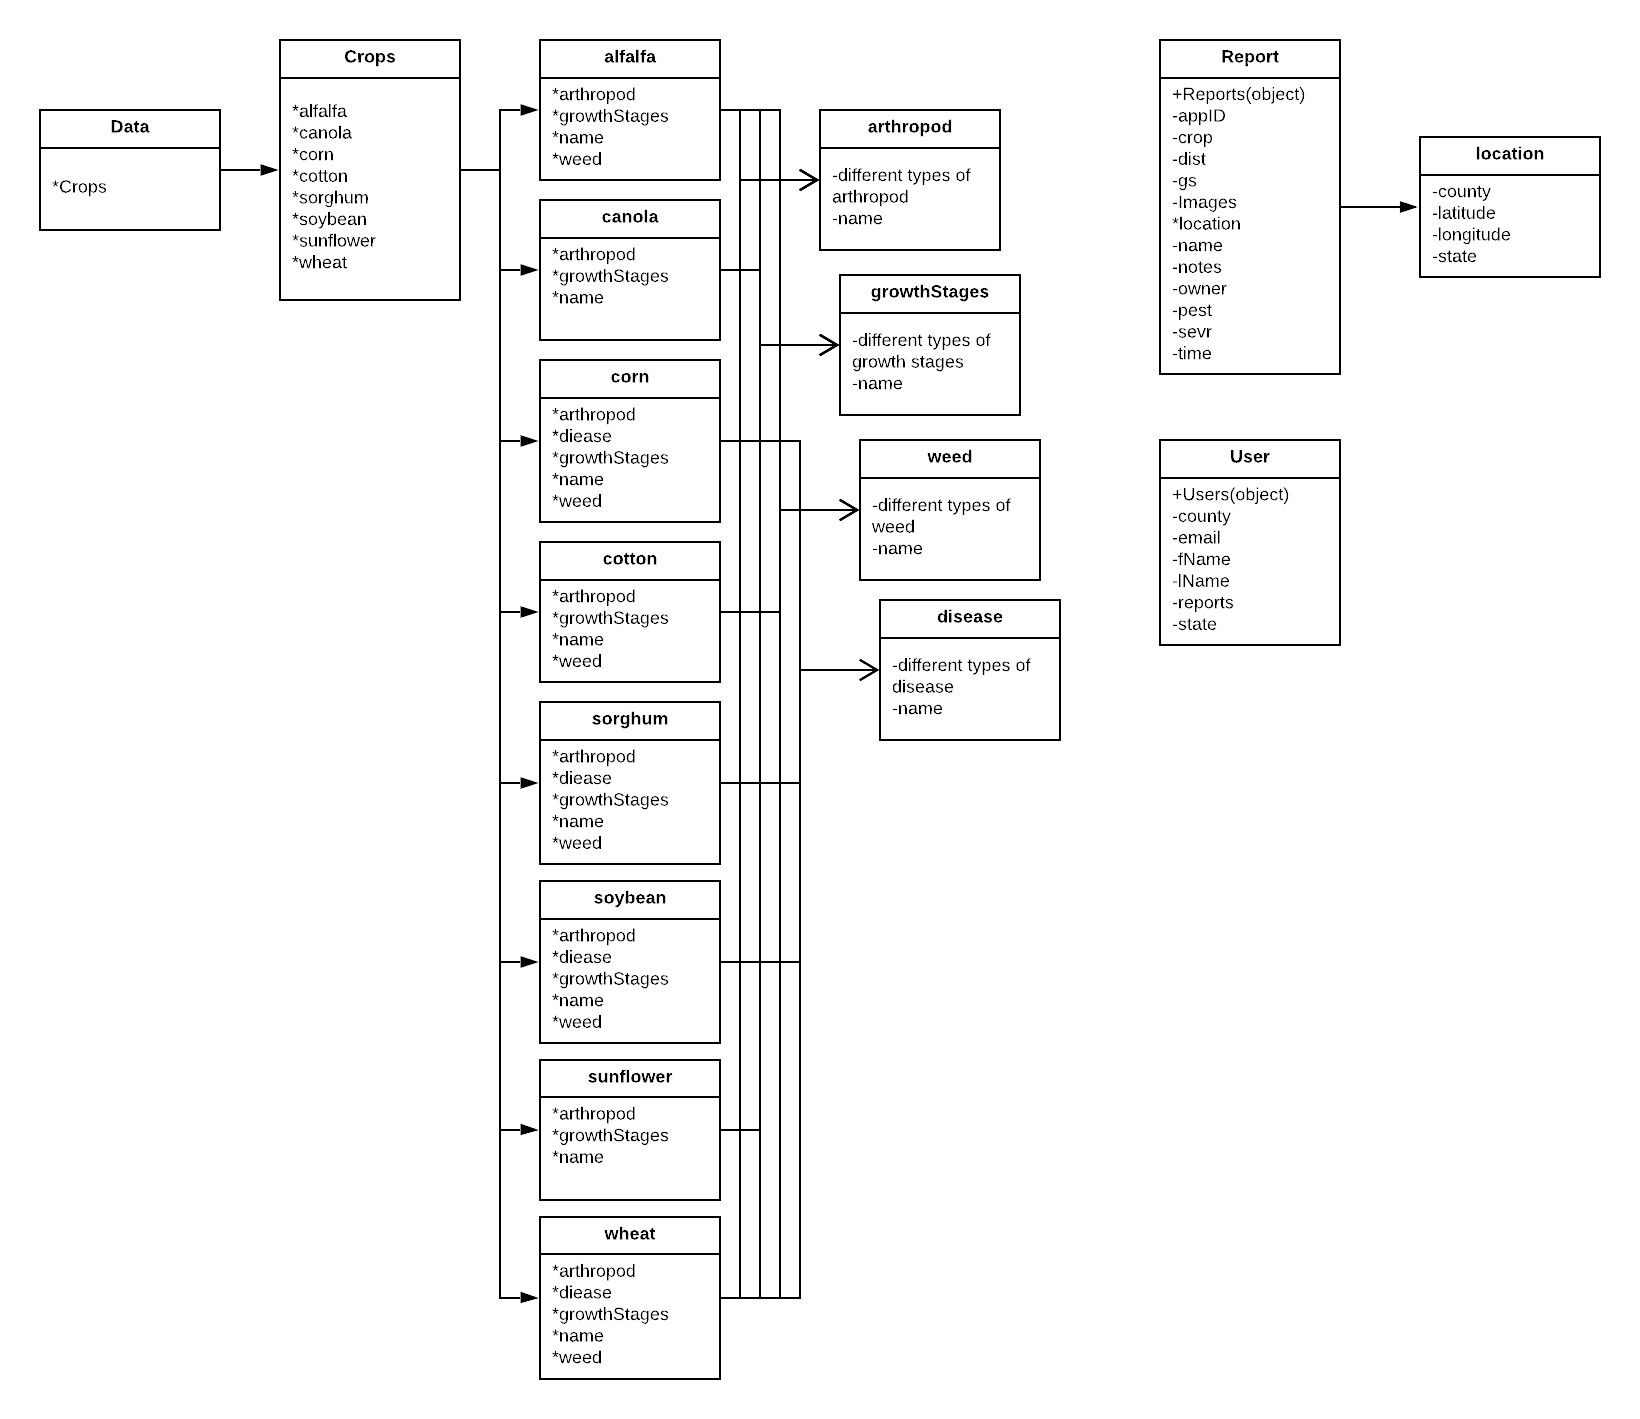 Data
*Crops
Crops
*alfalfa
*canola
*corn
*cotton
*sorghum
*soybean
*sunflower
*wheat
alfalfa
*arthropod
*growthStages
*name
*weed
canola
*arthropod
*growthStages
*name
corn
*arthropod
*diease
*growthStages
*name
*weed
cotton
*arthropod
*growthStages
*name
*weed
sorghum
*arthropod
*diease
*growthStages
*name
*weed
soybean
*arthropod
*diease
*growthStages
*name
*weed
sunflower
*arthropod
*growthStages
*name
wheat
*arthropod
*diease
*growthStages
*name
*weed
arthropod
-different types of
arthropod
-name
growthStages
-different types of
growth stages
-name
weed
-different types of
weed
-name
disease
-different types of
disease
-name
Report
+Reports(object)
-appID
-crop
-dist
-gs
-Images
*location
-name
-notes
-owner
-pest
-sevr
-time
location
-county
-latitude
-longitude
-state
User
+Users(object)
-county
-email
-fName
-lName
-reports
-state